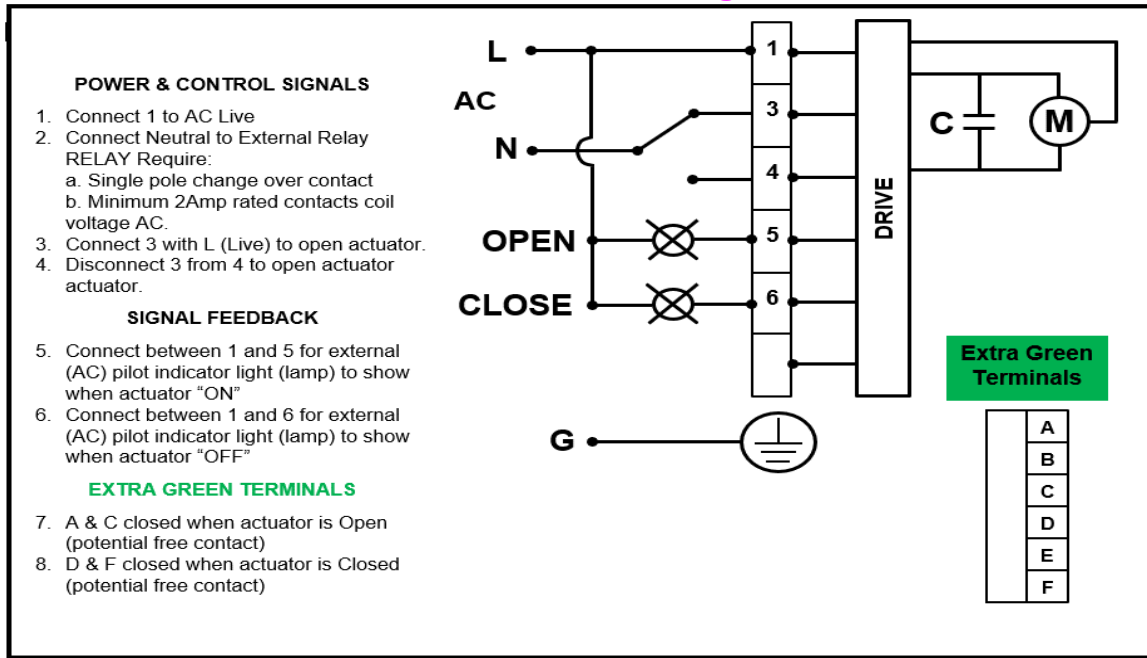 POWER & CONTROL SIGNALS
1. Connect 1 to AC Live
2. Connect Neutral to External Relay
RELAY Require:
a. Single pole change over contact
b. Minimum 2Amp rated contacts coil
voltage AC.
3. Connect 3 with L (Live) to open actuator.
4. Disconnect 3 from 4 to open actuator
actuator.
SIGNAL FEEDBACK
5. Connect between 1 and 5 for external
(AC) pilot indicator light (lamp) to show
when actuator “ON”
6. Connect between 1 and 6 for external
(AC) pilot indicator light (lamp) to show
when actuator “OFF”
EXTRA GREEN TERMINALS
7. A & C closed when actuator is Open
(potential free contact)
8. D & F closed when actuator is Closed
(potential free contact)
L
AC
N
OPEN
CLOSE
G
1
3
4
5
6
DRIVE
C
M
Extra Green
Terminals
A
B
C
D
E
F